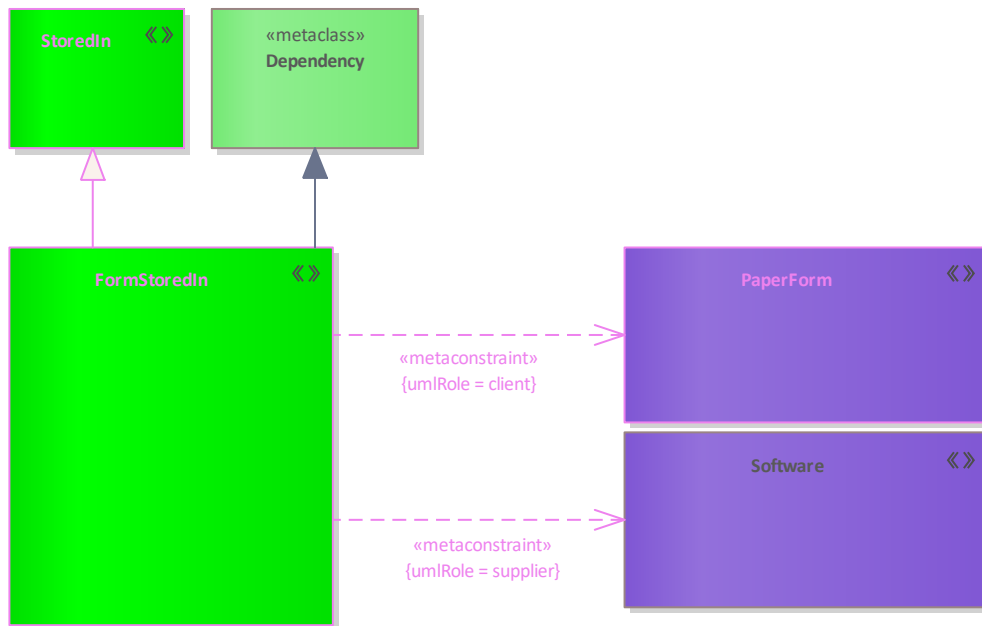 StoredIn
«»
«metaclass»
Dependency
FormStoredIn
«»
PaperForm
«»
«metaconstraint»
{umlRole = client}
Software
«»
«metaconstraint»
{umlRole = supplier}